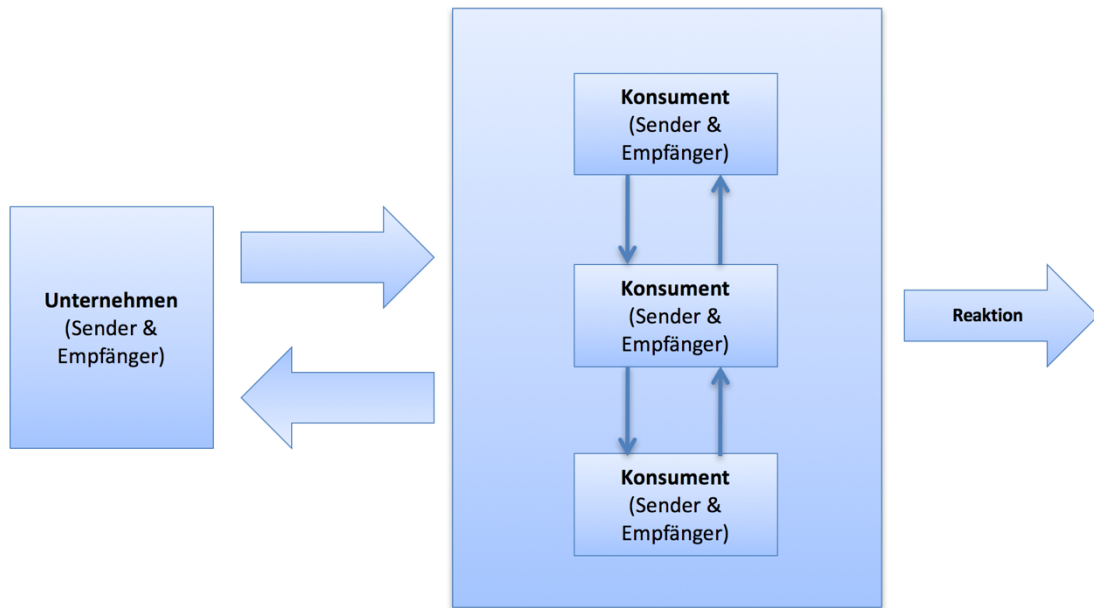 Unternehmen
(Sender &
Empfänger)
Konsument
(Sender &
Empfänger)
Konsument
(Sender &
Empfänger)
Konsument
(Sender &
Empfänger)
Reaktion